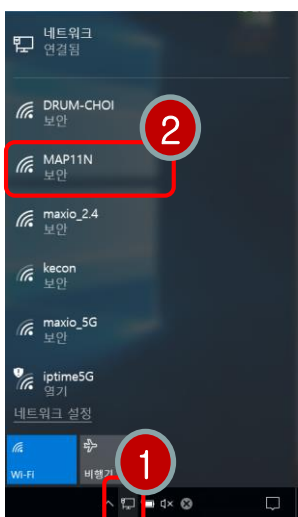 네트워크
연결됨
DRUM-CHOI
보안
2
MAP11N
보안
maxio_2.4
보안
kecon
보안
maxio_5G
보안
iptime5G
열기
네트워크 설정
Wi-Fi
비행기
1